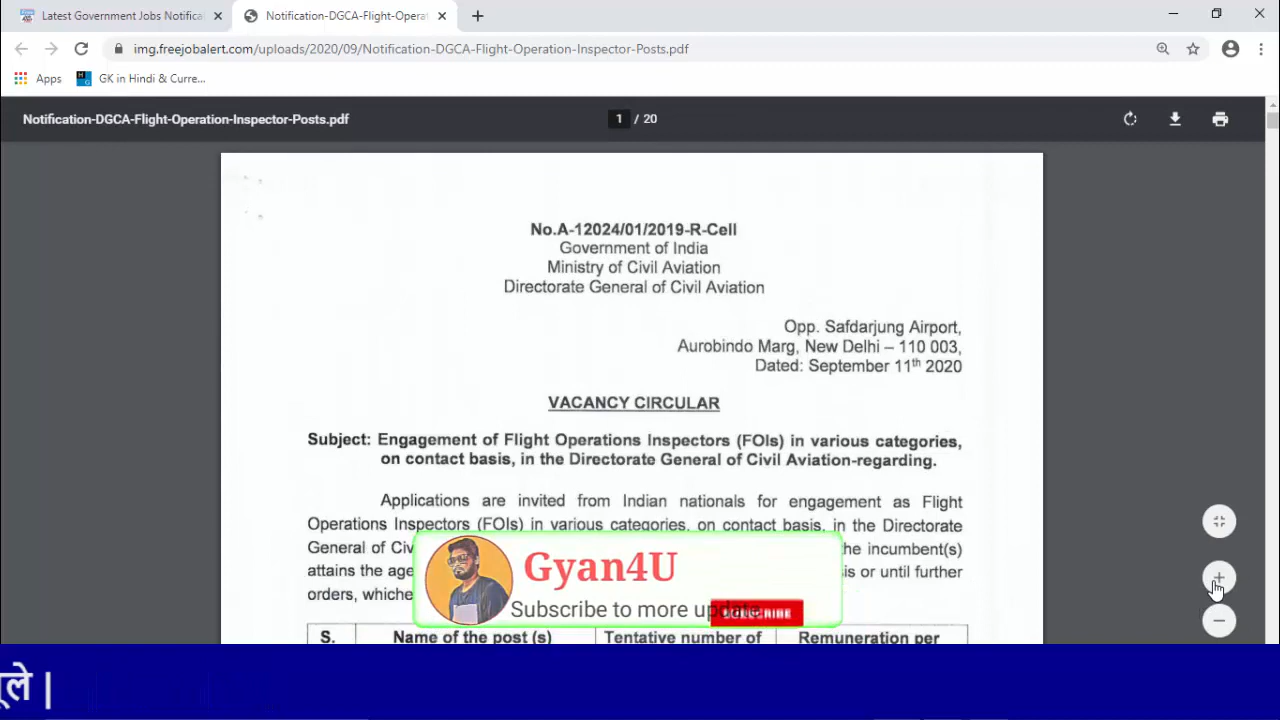 Latest Government Jobs Notifica
Notification-DGCA-Flight-Opera
img.freejobalert.com/uploads/2020/09/Notification-DGCA-Flight-Operation-Inspector-Posts.pdf
Apps
GK in Hindi & Curre...
Notification-DGCA-Flight-Operation-Inspector-Posts.pdf
1 / 20
No.A-12024/01/2019-R-Cell
Government of India
Ministry of Civil Aviation
Directorate General of Civil Aviation
Opp. Safdarjung Airport,
Aurobindo Marg, New Delhi – 110 003,
Dated: September 11th 2020
VACANCY CIRCULAR
Subject: Engagement of Flight Operations Inspectors (FOIs) in various categories,
on contact basis, in the Directorate General of Civil Aviation-regarding.
Applications are invited from Indian nationals for engagement as Flight
Operations Inspectors (FOIs) in various categories, on contact basis, in the Directorate
General of Civ he incumbent(s)
attains the age is or until further
orders, whiche
Gyan4U
Subscribe to more update
SUBSCRIBE
S. Name of the post (s) Tentative number of Remuneration per